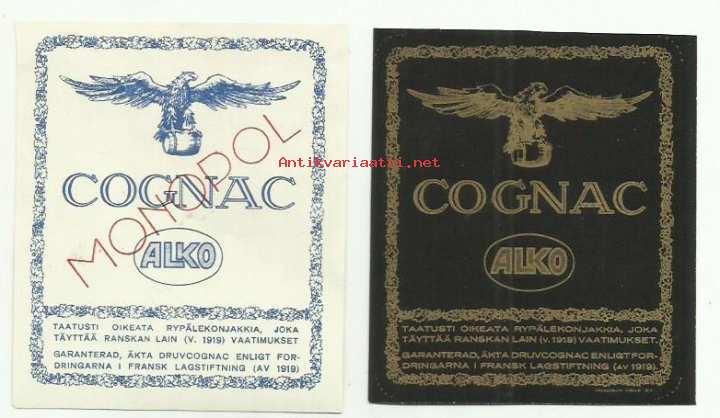 MONOPOL
COGNAC
ALKO
TAATUSTI OIKEATA RYPÄLEKONJAKKIA, JOKA
TÄYTTÄÄ RANSKAN LAIN (V. 1919) VAATIMUKSET
GARANTERAD, ÄKTA DRUVCOGNAC ENLIGT FOR-
DRINGARNA I FRANSK LAGSTIFTNING (AV 1919)
Antikvariaatti.net
COGNAC
ALKO
TAATUSTI OIKEATA RYPÄLEKONJAKKIA, JOKA
TÄYTTÄÄ RANSKAN LAIN (V. 1919) VAATIMUKSET.
GARANTERAD, ÄKTA DRUVCOGNAC ENLIGT FOR-
DRINGARNA I FRANSK LAGSTIFTNING (AV 1919).